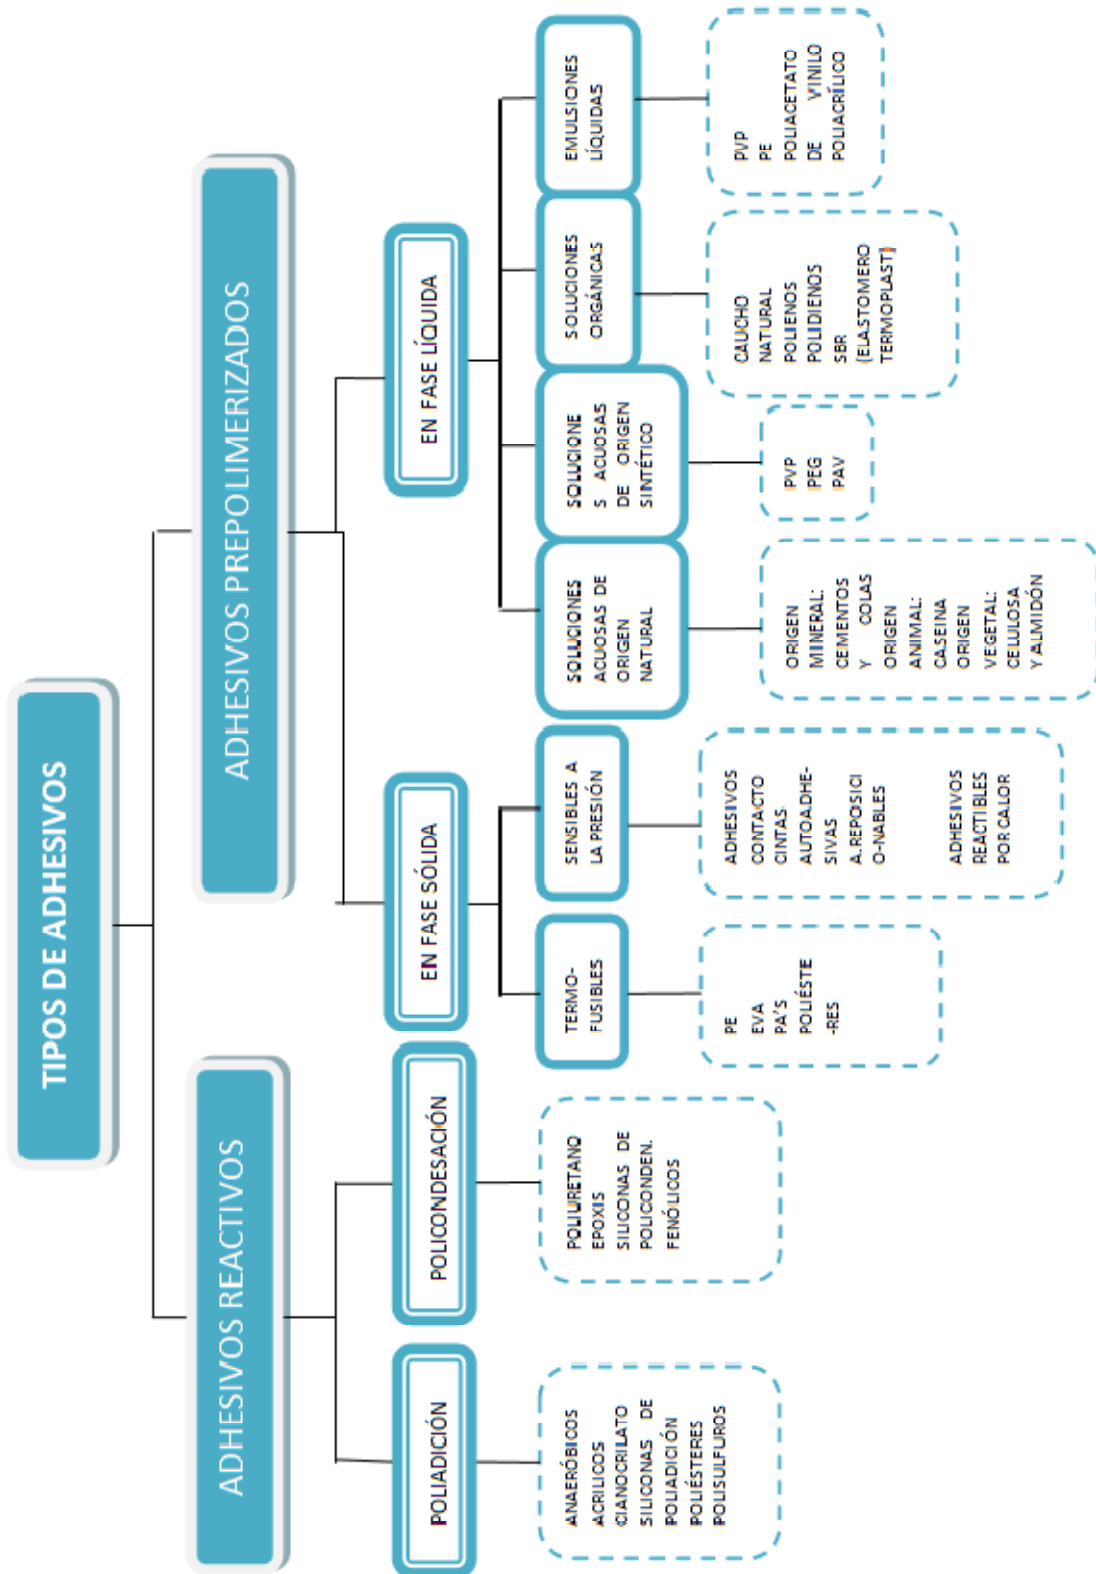 TIPOS DE ADHESIVOS
ADHESIVOS REACTIVOS
ADHESIVOS PREPOLIMERIZADOS
POLIADICIÓN
POLICONDESACIÓN
EN FASE SÓLIDA
EN FASE LÍQUIDA
ANAERÓBICOS
ACRILICOS
CIANOCRILATO
SILICONAS DE
POLIADICIÓN
POLIÉSTERES
POLISULFUROS
POLIURETANO
EPOXIS
SILICONAS DE
POLICONDEN.
FENÓLICOS
TERMO-
FUSIBLES
SENSIBLES A
LA PRESIÓN
SOLUCIONES
ACUOSAS DE
ORIGEN
NATURAL
SOLUCIONE
S ACUOSAS
DE ORIGEN
SINTÉTICO
SOLUCIONES
ORGÁNICAS
EMULSIONES
LÍQUIDAS
PE
EVA
PA'S
POLIÉSTE
-RES
ADHESIVOS
CONTACTO
CINTAS
AUTOADHE-
SIVAS
A.REPOSICI
O-NABLES
ADHESIVOS
REACTIBLES
POR CALOR
ORIGEN
MINERAL:
CEMENTOS
Y COLAS
ORIGEN
ANIMAL:
CASEINA
ORIGEN
VEGETAL:
CELULOSA
Y ALMIDÓN
PVP
PEG
PAV
CAUCHO
NATURAL
POLIENOS
POLIDIENOS
SBR
(ELASTOMERO
TERMOPLAST)
PVP
PE
POLIACETATO
DE VINILO
POLIACRÍLICO